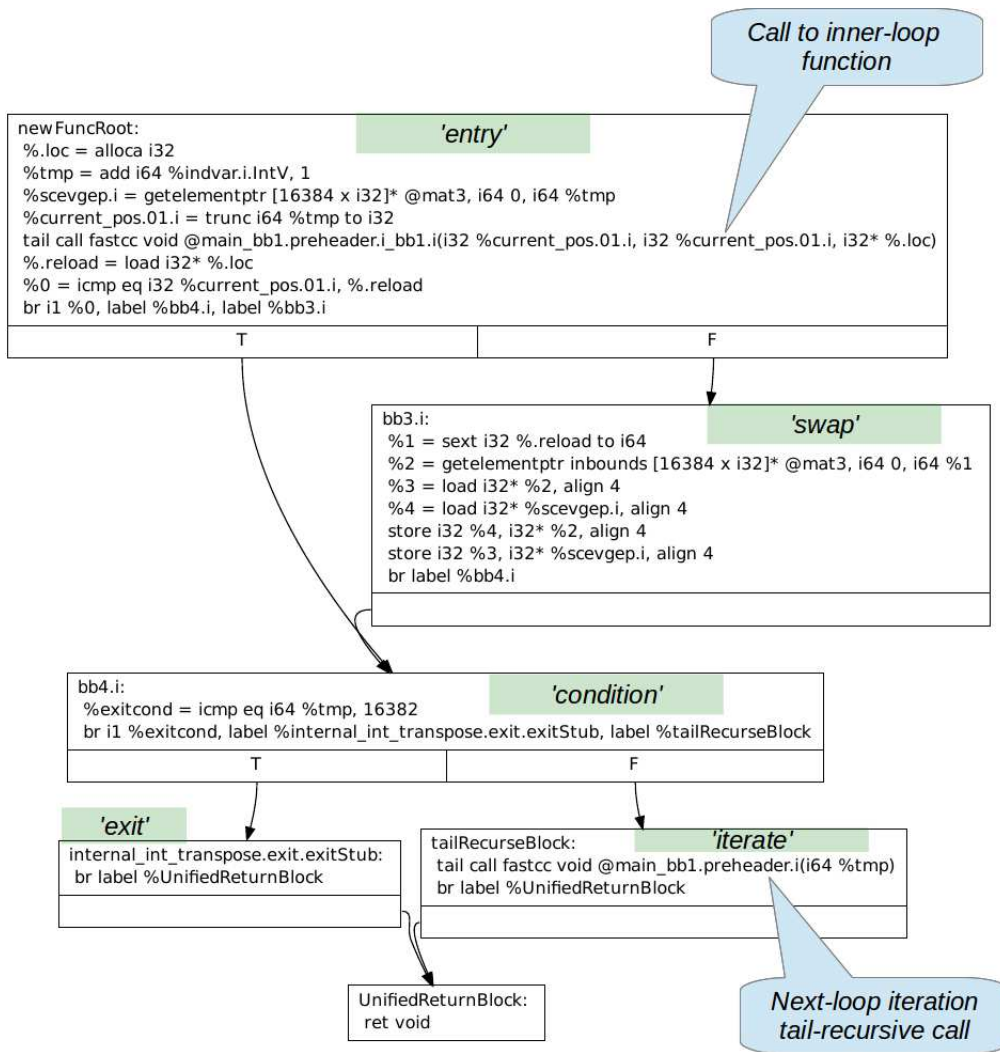 Call to inner-loop
function
newFuncRoot:
'entry'
%.loc = alloca i32
%tmp = add i64 %indvar.i.IntV, 1
%scevgep.i = getelementptr [16384 x i32]* @mat3, i64 0, i64 %tmp
%current_pos.01.i = trunc i64 %tmp to i32
tail call fastcc void @main_bb1.preheader.i_bb1.i(i32 %current_pos.01.i, i32 %current_pos.01.i, i32* %.loc)
%.reload = load i32* %.loc
%0 = icmp eq i32 %current_pos.01.i, %.reload
br i1 %0, label %bb4.i, label %bb3.i
T F
bb3.i:
'swap'
%1 = sext i32 %.reload to i64
%2 = getelementptr inbounds [16384 x i32]* @mat3, i64 0, i64 %1
%3 = load i32* %2, align 4
%4 = load i32* %scevgep.i, align 4
store i32 %4, i32* %2, align 4
store i32 %3, i32* %scevgep.i, align 4
br label %bb4.i
bb4.i:
'condition'
%exitcond = icmp eq i64 %tmp, 16382
br i1 %exitcond, label %internal_int_transpose.exit.exitStub, label %tailRecurseBlock
T F
'exit'
internal_int_transpose.exit.exitStub:
br label %UnifiedReturnBlock
tailRecurseBlock:
'iterate'
tail call fastcc void @main_bb1.preheader.i(i64 %tmp)
br label %UnifiedReturnBlock
UnifiedReturnBlock:
ret void
Next-loop iteration
tail-recursive call